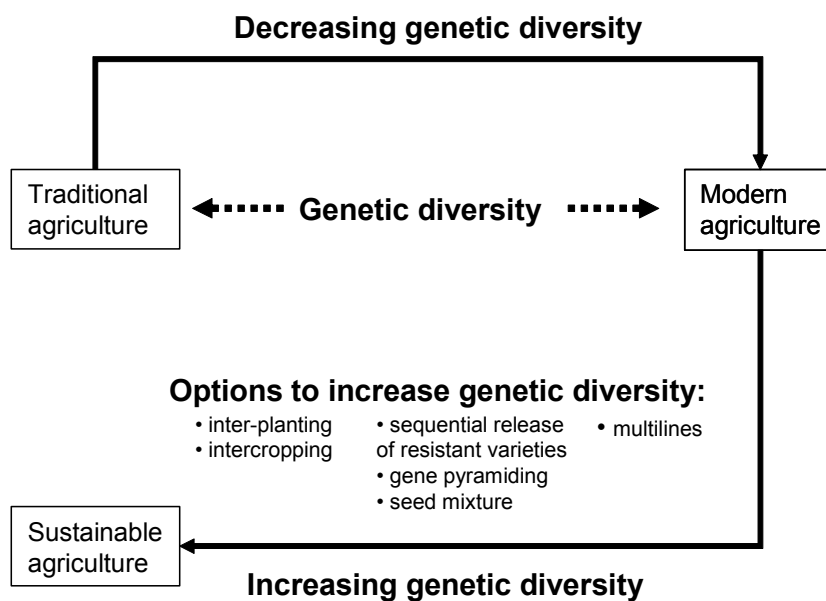 Decreasing genetic diversity
Traditional
agriculture
Genetic diversity
Modern
agriculture
Options to increase genetic diversity:
• inter-planting
• intercropping
• sequential release
of resistant varieties
• gene pyramiding
• seed mixture
• multilines
Sustainable
agriculture
Increasing genetic diversity